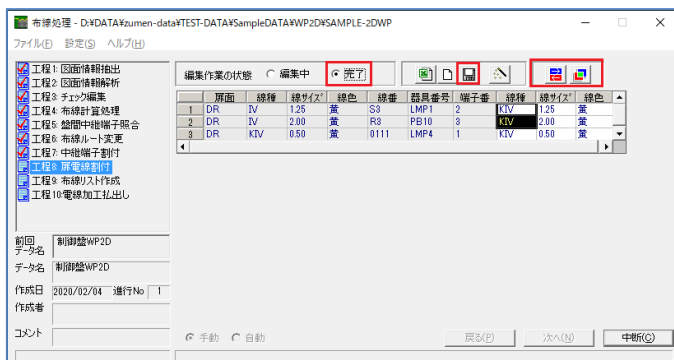 布線処理 - D:¥DATA¥zumen-data¥TEST-DATA¥SampleDATA¥WP2D¥SAMPLE-2DWP
ファイル(F) 設定(S) ヘルプ(H)
工程1: 図面情報抽出
工程2: 図面情報解析
工程3: チェック編集
工程4: 布線計算処理
工程5: 盤間中継端子照合
工程6: 布線ルート変更
工程7: 中継端子割付
工程8: 扉電線割付
工程9: 布線リスト作成
工程10:電線加工払出し
編集作業の状態 編集中 完了
扉面 線種 線サイズ 線色 線番 器具番号 端子番 線種 線サイズ 線色
1 DR IV 1.25 黄 S3 LMP1 2 KIV 1.25 黄
2 DR IV 2.00 黄 R3 PB10 3 KIV 2.00 黄
3 DR KIV 0.50 黄 0111 LMP4 1 KIV 0.50 黄
前回データ名 制御盤WP2D
データ名 制御盤WP2D
作成日 2020/02/04 進行No 1
作成者
コメント
手動 自動 戻る(P) 次へ(N) 中断(C)